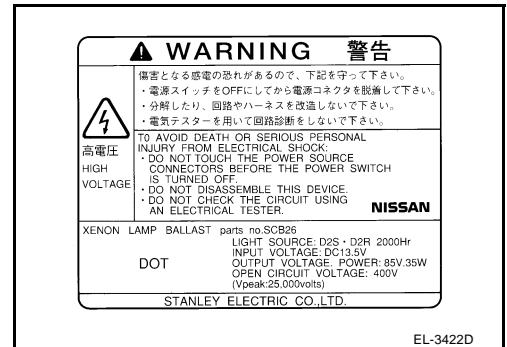 WARNING 警告
傷害となる感電の恐れがあるので、下記を守って下さい。
・電源スイッチをOFFにしてから電源コネクタを脱着して下さい。
・分解したり、回路やハーネスを改造しないで下さい。
・電気テスターを用いて回路診断をしないで下さい。
高電圧
HIGH
VOLTAGE
TO AVOID DEATH OR SERIOUS PERSONAL
INJURY FROM ELECTRICAL SHOCK:
・DO NOT TOUCH THE POWER SOURCE
CONNECTORS BEFORE THE POWER SWITCH
IS TURNED OFF.
・DO NOT DISASSEMBLE THIS DEVICE.
・DO NOT CHECK THE CIRCUIT USING
AN ELECTRICAL TESTER.
NISSAN
XENON LAMP BALLAST parts no.SCB26
LIGHT SOURCE: D2S・D2R 2000Hr
INPUT VOLTAGE: DC13.5V
DOT
OUTPUT VOLTAGE. POWER: 85V.35W
OPEN CIRCUIT VOLTAGE: 400V
(Vpeak:25,000volts)
STANLEY ELECTRIC CO.,LTD.
EL-3422D